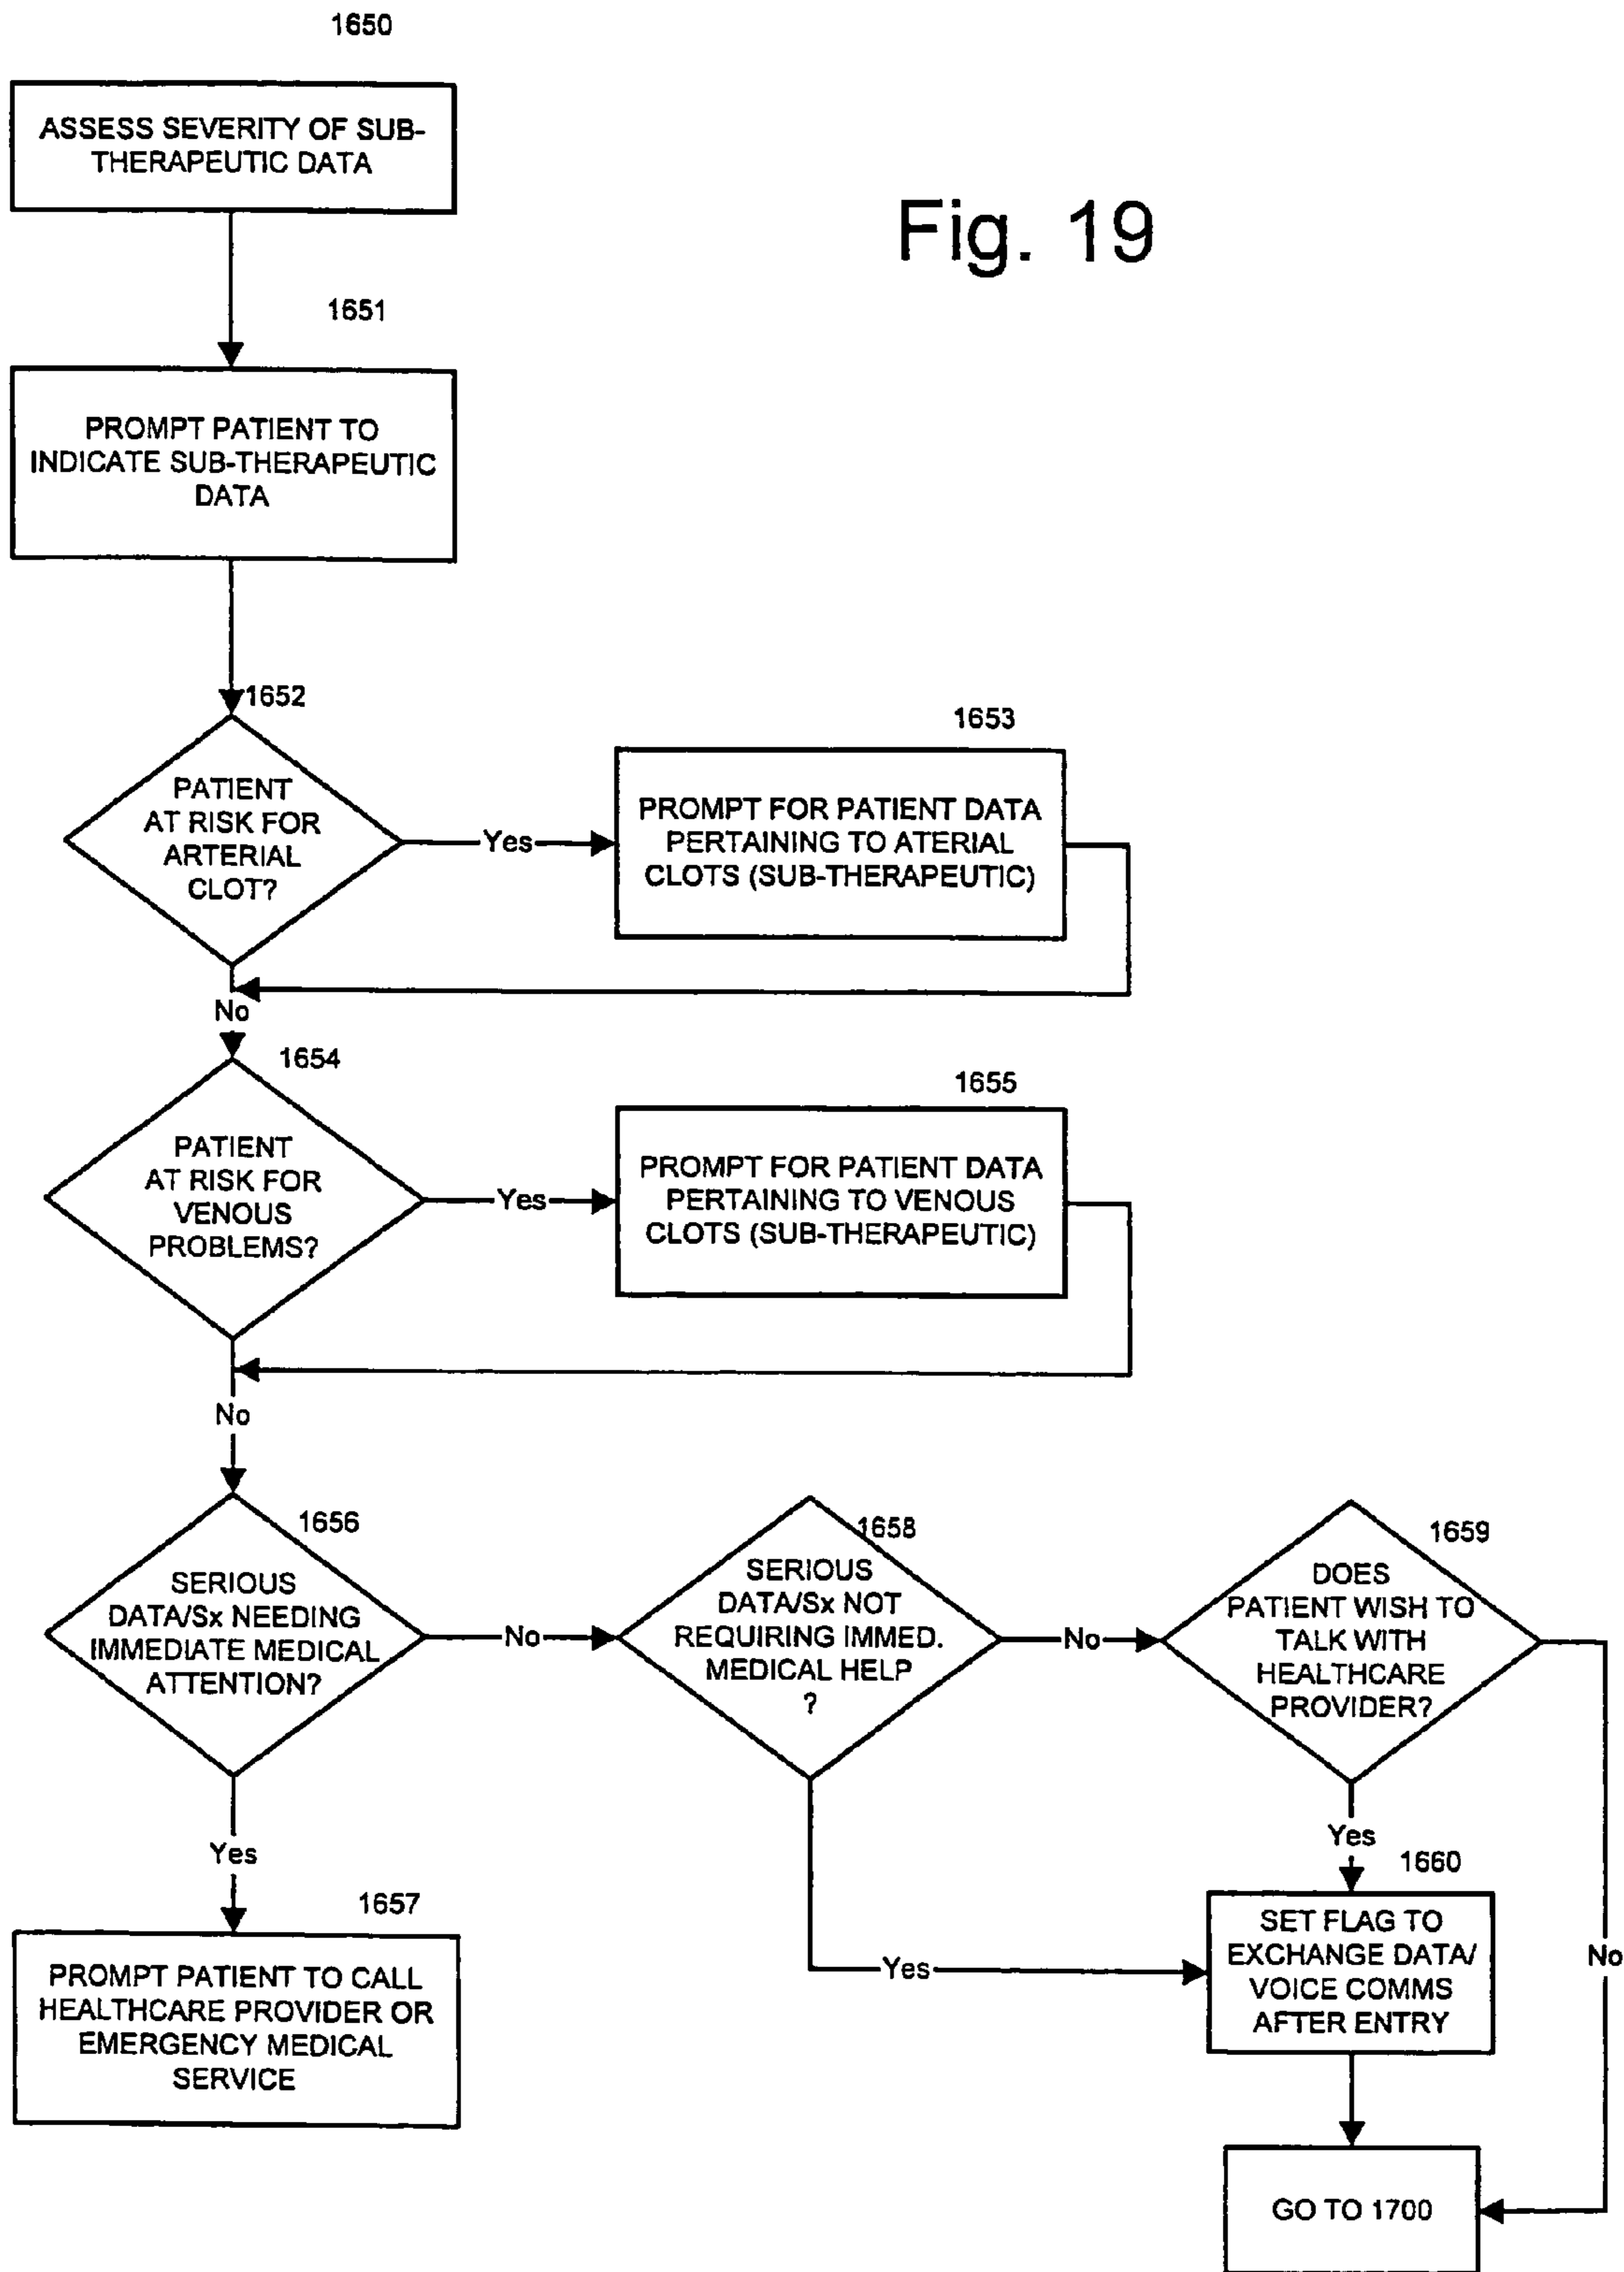 1650
ASSESS SEVERITY OF SUB-
THERAPEUTIC DATA
Fig. 19
1651
PROMPT PATIENT TO
INDICATE SUB-THERAPEUTIC
DATA
1652
PATIENT
AT RISK FOR
ARTERIAL
CLOT?
Yes
1653
PROMPT FOR PATIENT DATA
PERTAINING TO ATERIAL
CLOTS (SUB-THERAPEUTIC)
No
1654
PATIENT
AT RISK FOR
VENOUS
PROBLEMS?
Yes
1655
PROMPT FOR PATIENT DATA
PERTAINING TO VENOUS
CLOTS (SUB-THERAPEUTIC)
No
1656
SERIOUS
DATA/Sx NEEDING
IMMEDIATE MEDICAL
ATTENTION?
No
1658
SERIOUS
DATA/Sx NOT
REQUIRING IMMED.
MEDICAL HELP
?
No
1659
DOES
PATIENT WISH TO
TALK WITH
HEALTHCARE
PROVIDER?
Yes
1657
PROMPT PATIENT TO CALL
HEALTHCARE PROVIDER OR
EMERGENCY MEDICAL
SERVICE
Yes
Yes
1660
SET FLAG TO
EXCHANGE DATA/
VOICE COMMS
AFTER ENTRY
No
GO TO 1700